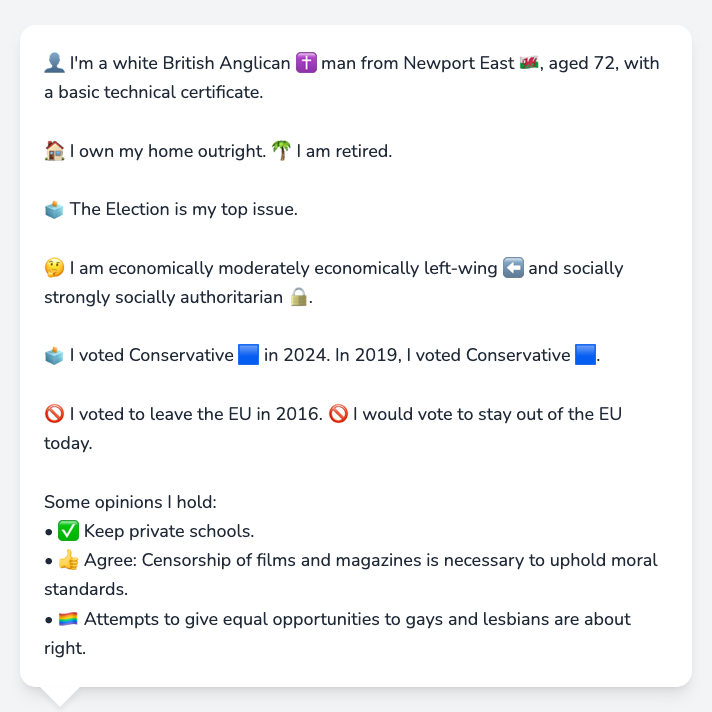 👤 I'm a white British Anglican ✝️ man from Newport East 🏴󠁧󠁢󠁷󠁬󠁳󠁿, aged 72, with
a basic technical certificate.
🏠 I own my home outright. 🌴 I am retired.
🗳️ The Election is my top issue.
🤔 I am economically moderately economically left-wing ⬅️ and socially
strongly socially authoritarian 🔒.
🗳️ I voted Conservative 🟦 in 2024. In 2019, I voted Conservative 🟦.
🚫 I voted to leave the EU in 2016. 🚫 I would vote to stay out of the EU
today.
Some opinions I hold:
• ✅ Keep private schools.
• 👍 Agree: Censorship of films and magazines is necessary to uphold moral
standards.
• 🏳️‍🌈 Attempts to give equal opportunities to gays and lesbians are about
right.